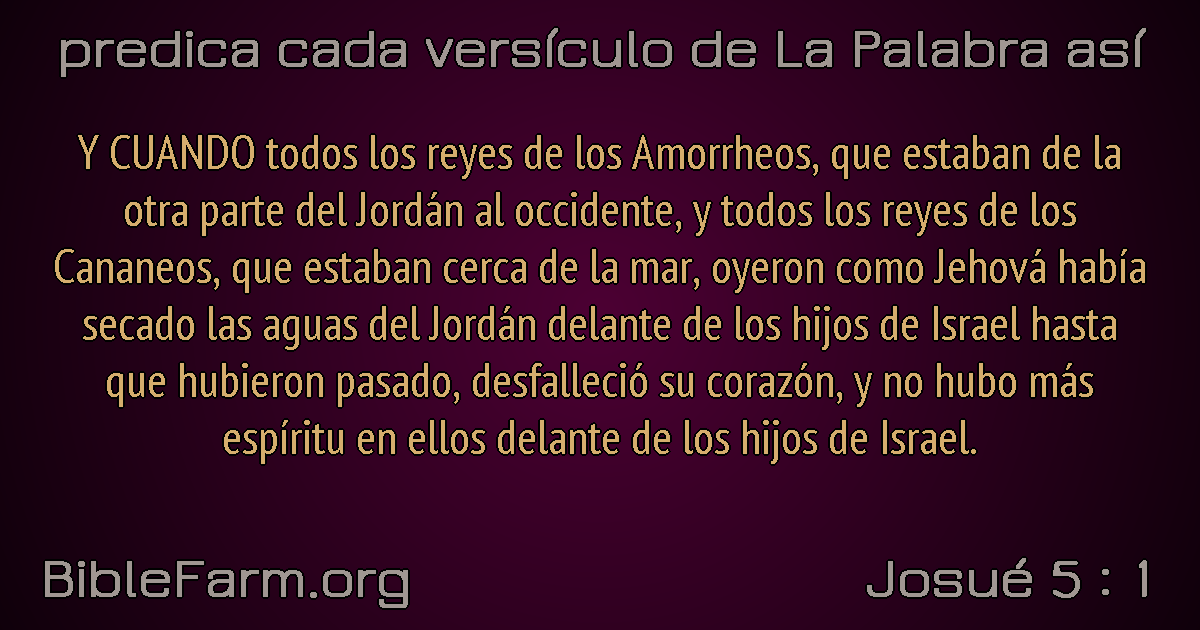 predica cada versículo de La Palabra así
Y CUANDO todos los reyes de los Amorrheos, que estaban de la
otra parte del Jordán al occidente, y todos los reyes de los
Cananeos, que estaban cerca de la mar, oyeron como Jehová había
secado las aguas del Jordán delante de los hijos de Israel hasta
que hubieron pasado, desfalleció su corazón, y no hubo más
espíritu en ellos delante de los hijos de Israel.
BibleFarm.org
Josué 5 : 1